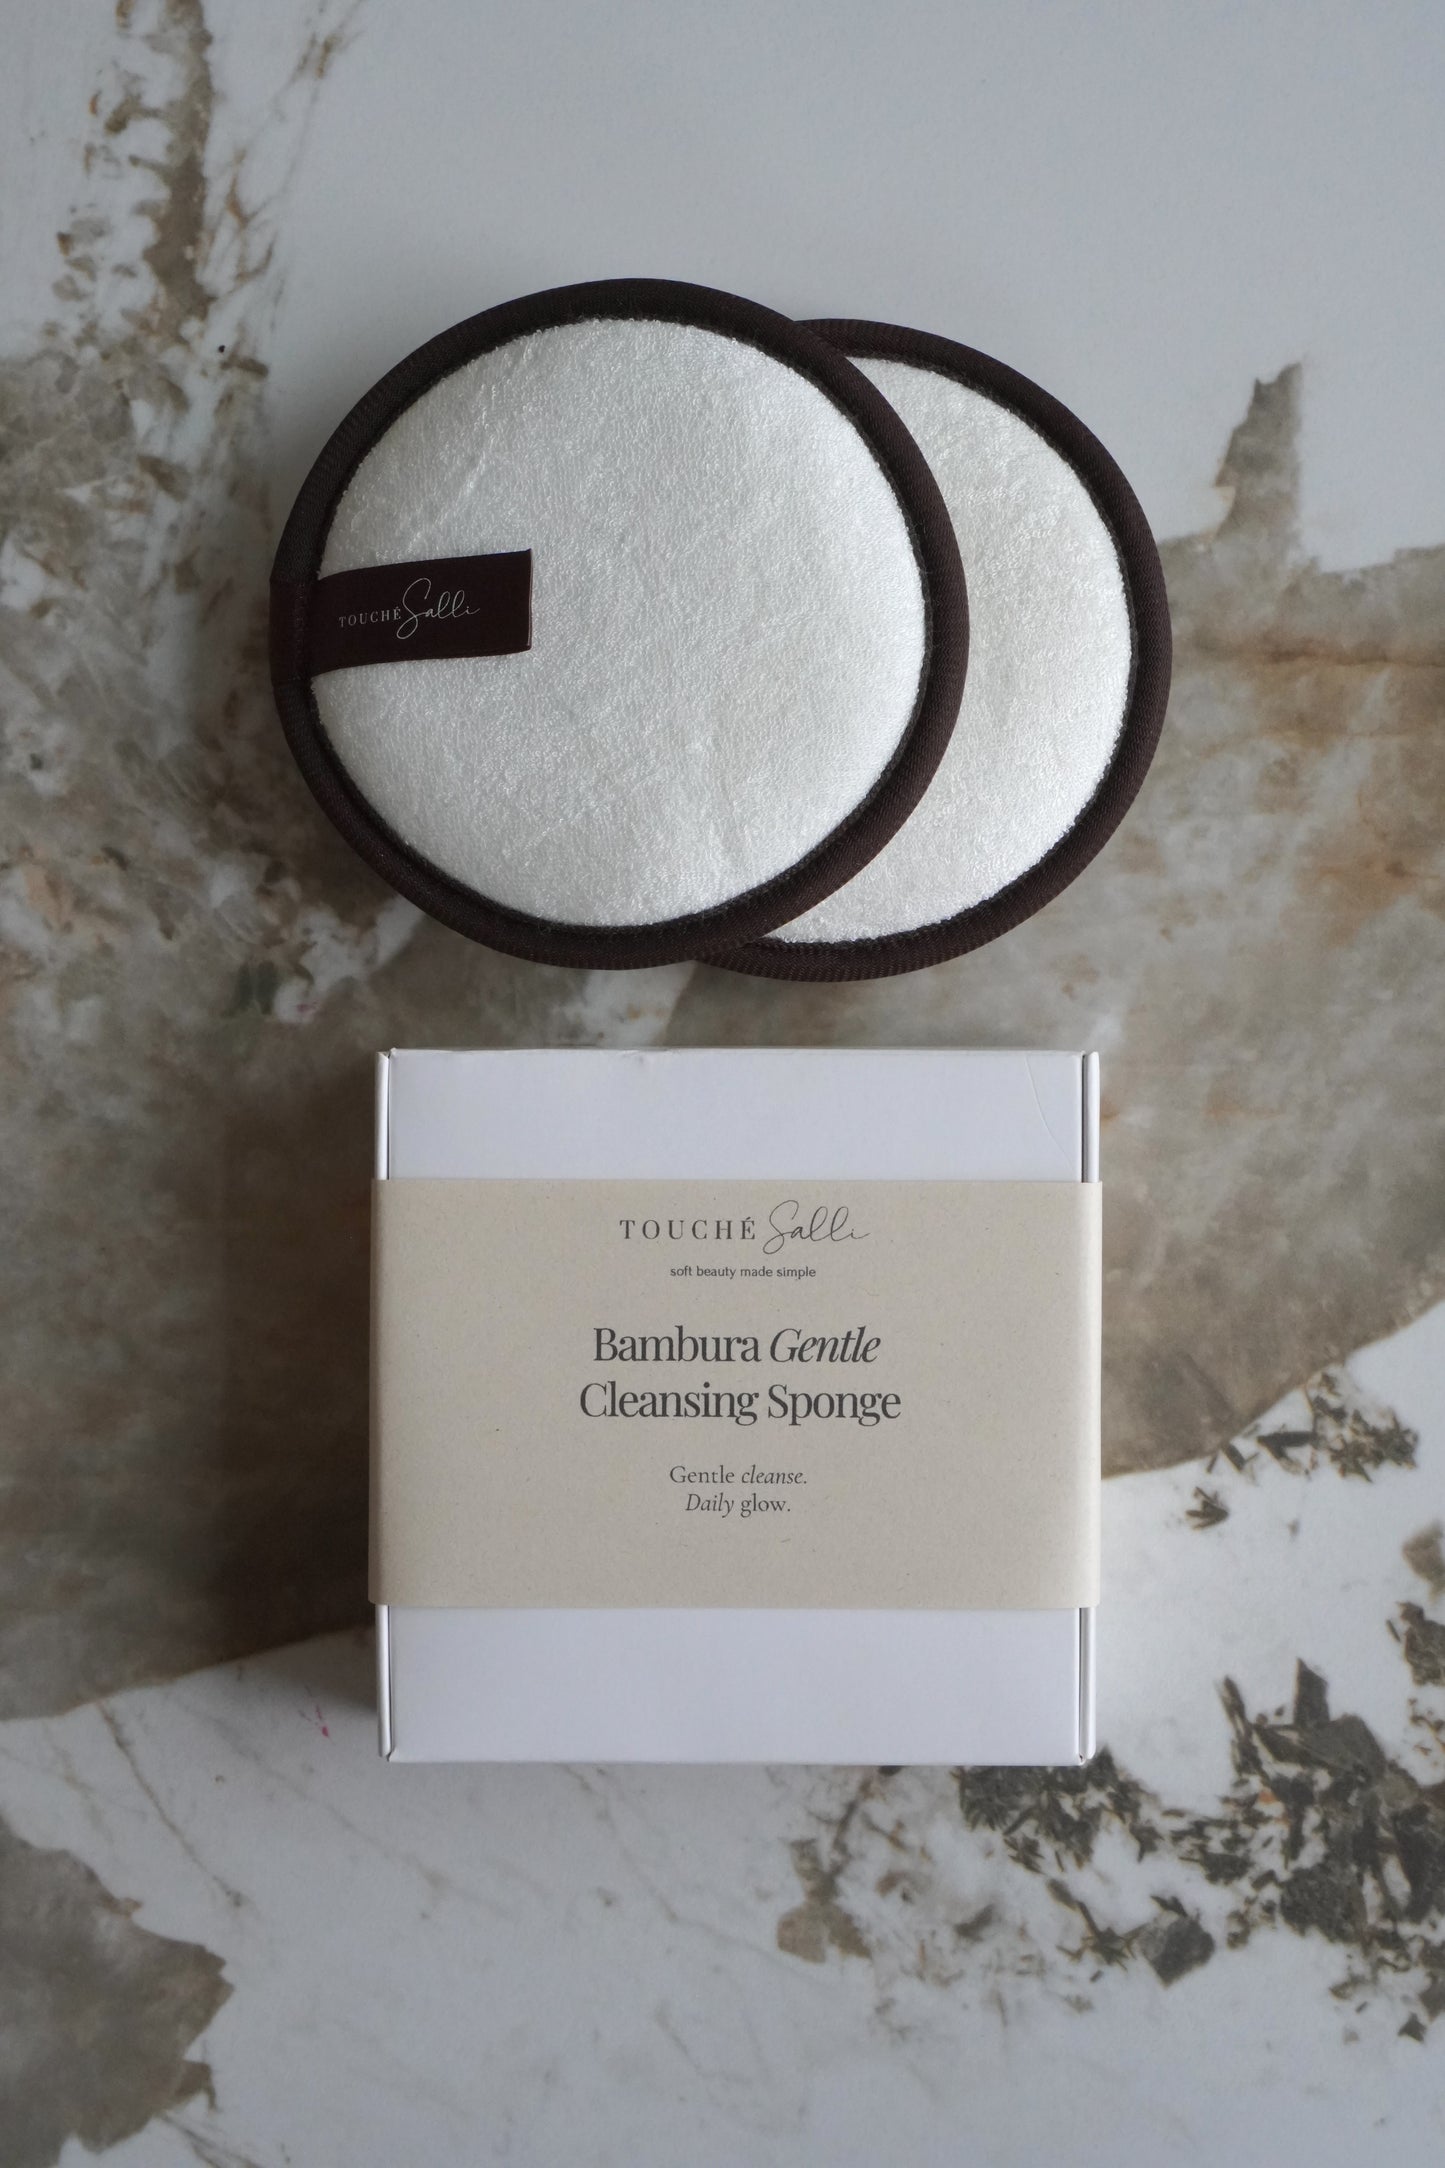 TOUCHÉ Salli
TOUCHÉ Salli
soft beauty made simple
Bambura Gentle
Cleansing Sponge
Gentle cleanse.
Daily glow.